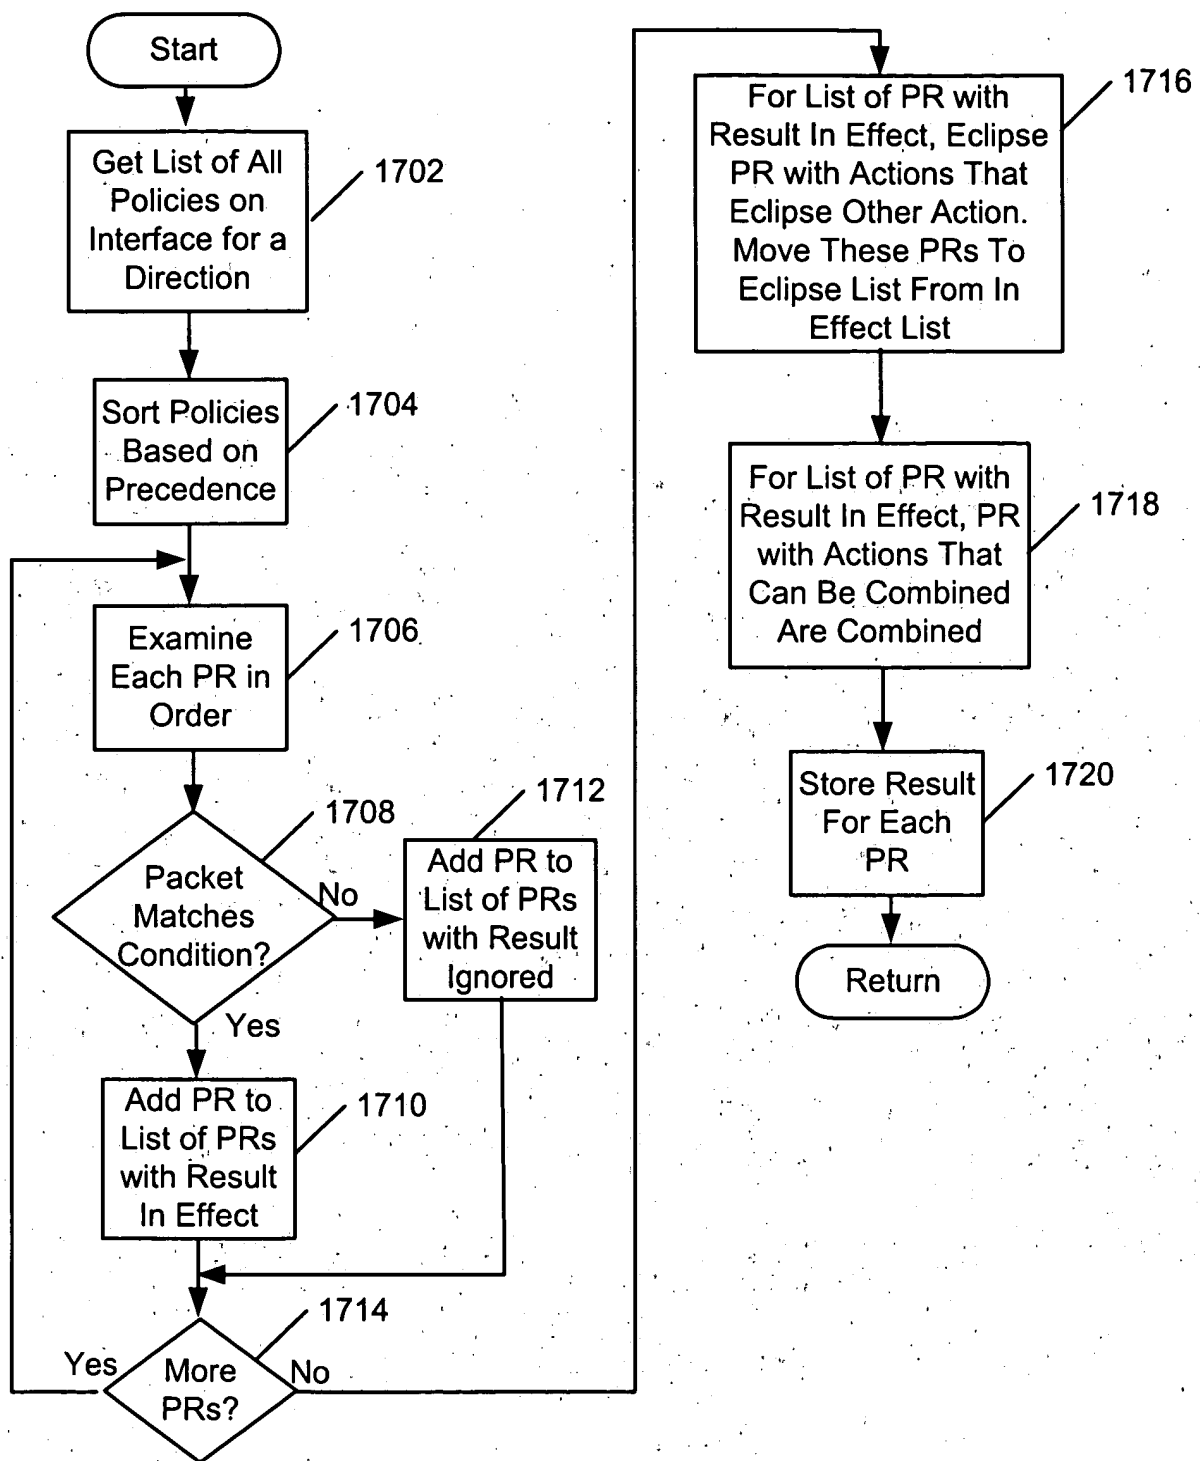 Start
Get List of All
Policies on
Interface for a
Direction
1702
Sort Policies
Based on
Precedence
1704
Examine
Each PR in
Order
1706
Packet
Matches
Condition?
1708
No
Yes
Add PR to
List of PRs
with Result
Ignored
1712
Add PR to
List of PRs
with Result
In Effect
1710
More
PRs?
1714
Yes
No
For List of PR with
Result In Effect, Eclipse
PR with Actions That
Eclipse Other Action.
Move These PRs To
Eclipse List From In
Effect List
1716
For List of PR with
Result In Effect, PR
with Actions That
Can Be Combined
Are Combined
1718
Store Result
For Each
PR
1720
Return